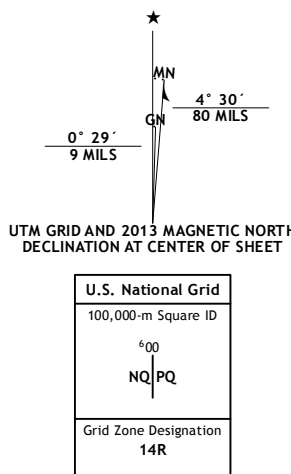 ★
MN
GN
4° 30´
80 MILS
0° 29´
9 MILS
UTM GRID AND 2013 MAGNETIC NORTH
DECLINATION AT CENTER OF SHEET
U.S. National Grid
100,000-m Square ID
⁶00
NQ PQ
Grid Zone Designation
14R